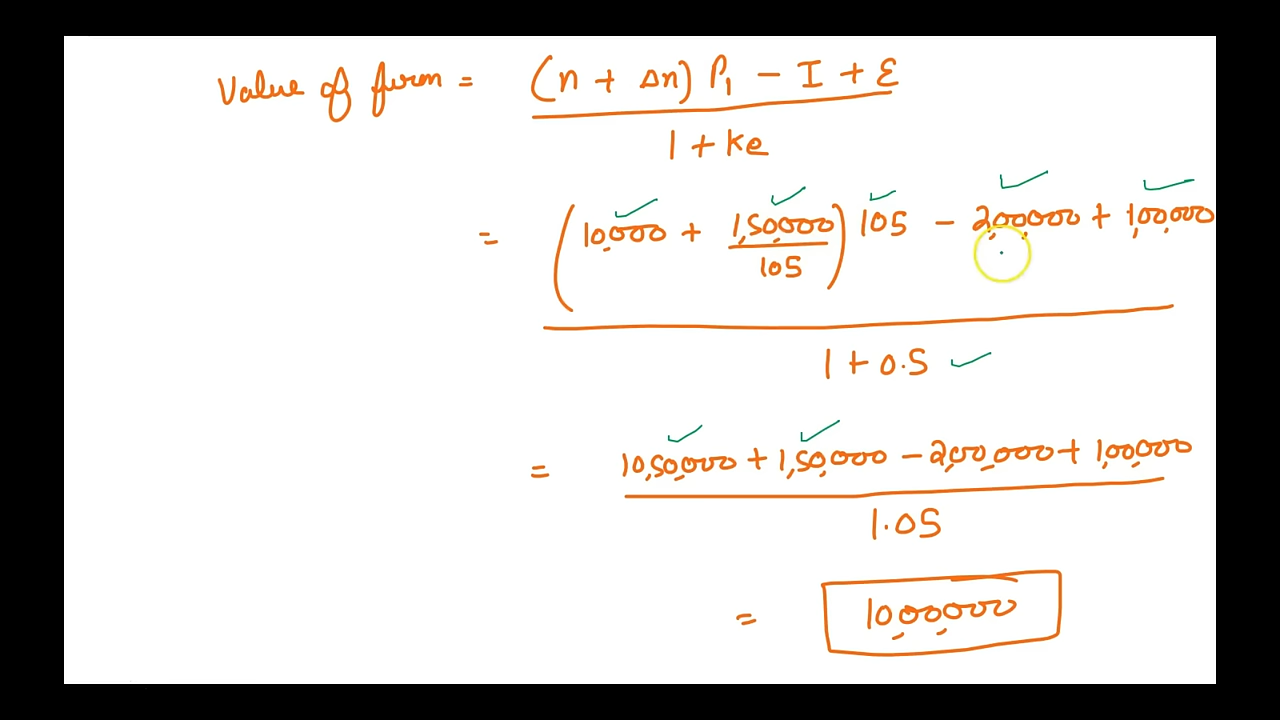 Value of firm = (n + Δn) P₁ − I + E
1 + ke
= (10,000 + 1,50,000 / 105) 105 − 2,00,000 + 1,00,000
1 + 0.5
= 10,50,000 + 1,50,000 − 2,00,000 + 1,00,000
1.05
= 10,00,000